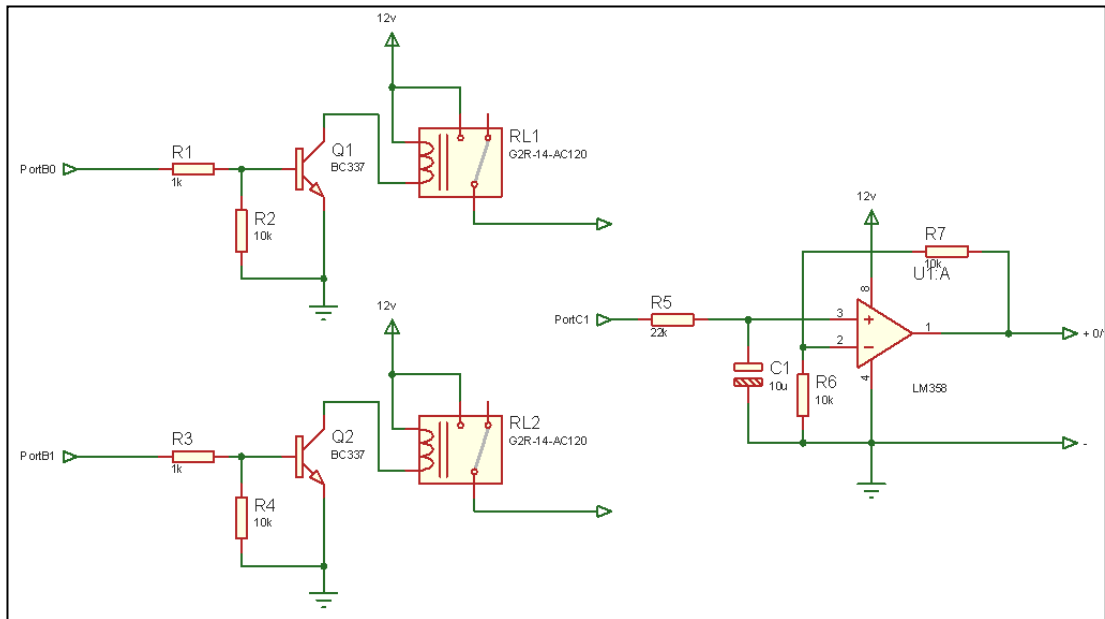 12v
PortB0
R1
1k
R2
10k
Q1
BC337
RL1
G2R-14-AC120
12v
PortB1
R3
1k
R4
10k
Q2
BC337
RL2
G2R-14-AC120
PortC1
R5
22k
C1
10u
R6
10k
12v
R7
10k
U1:A
8
3
2
1
4
LM358
+ 0/
-